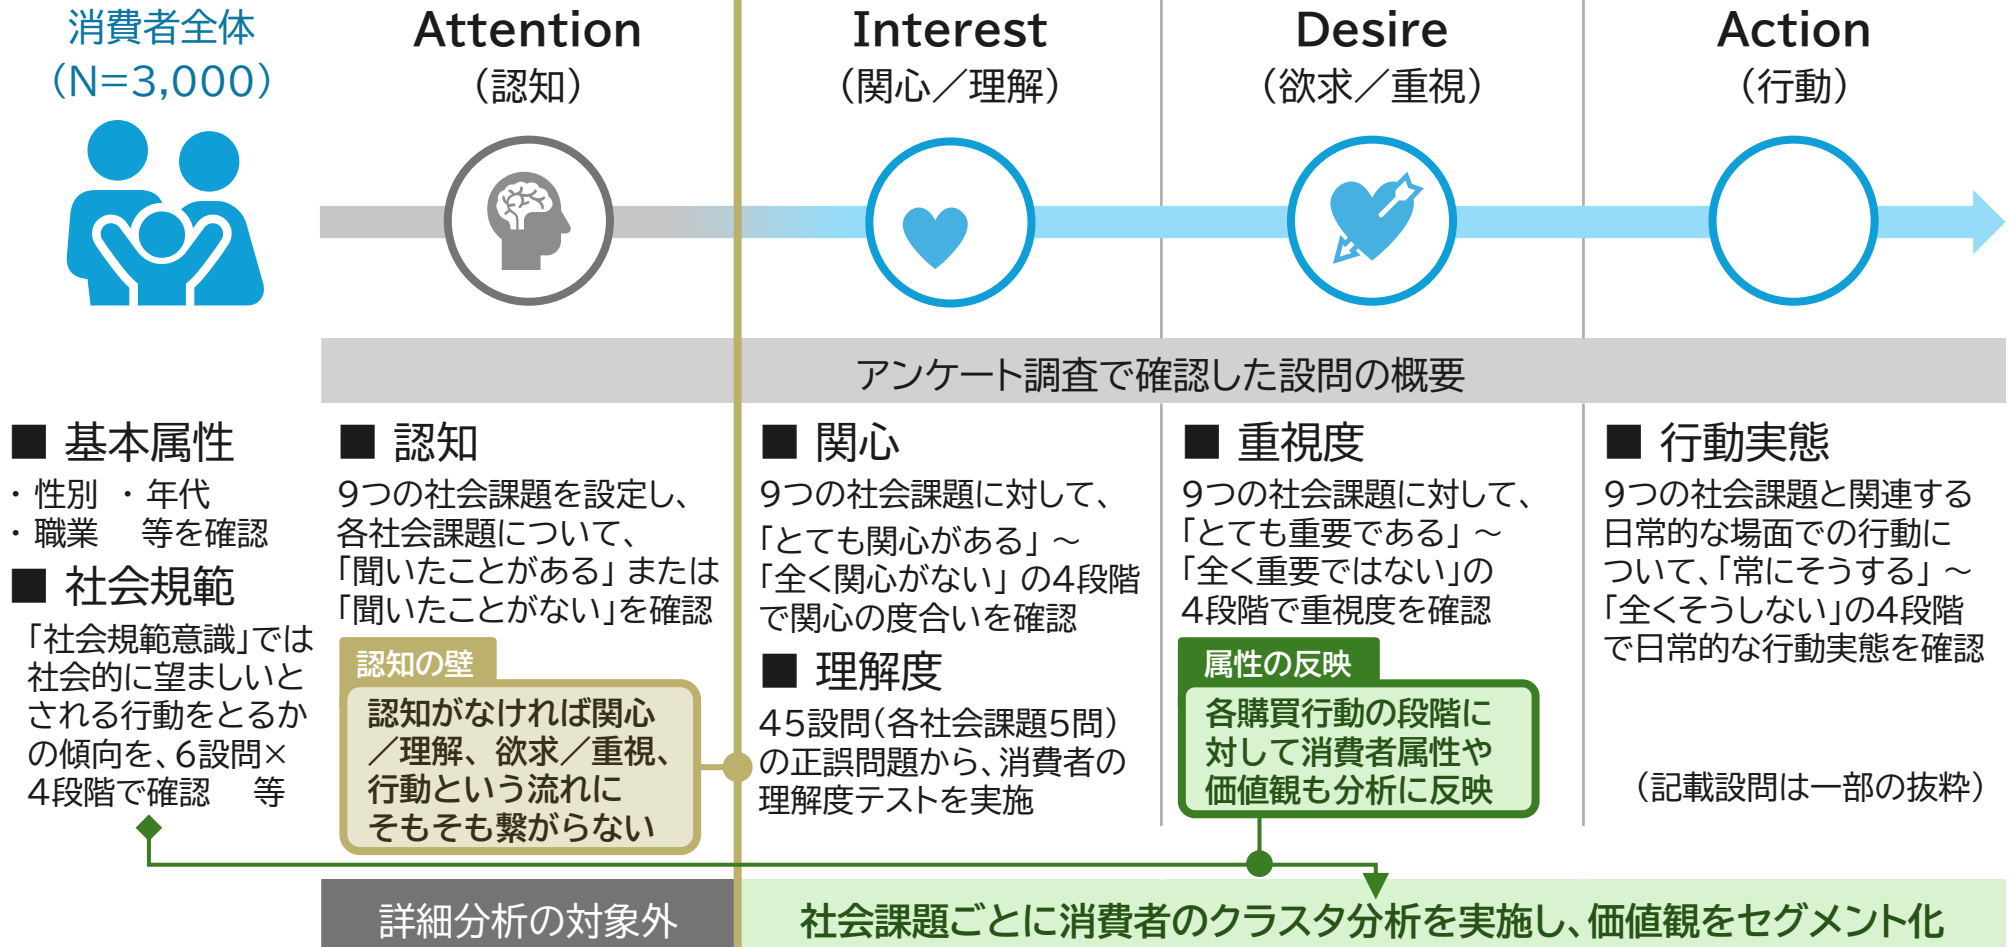 消費者全体
（N=3,000）
Attention
（認知）
Interest
（関心／理解）
Desire
（欲求／重視）
Action
（行動）
アンケート調査で確認した設問の概要
■ 基本属性
・性別 ・年代
・職業 等を確認
■ 社会規範
「社会規範意識」では
社会的に望ましいと
される行動をとるか
の傾向を、6設問×
4段階で確認 等
■ 認知
9つの社会課題を設定し、
各社会課題について、
「聞いたことがある」または
「聞いたことがない」を確認
認知の壁
認知がなければ関心
／理解、欲求／重視、
行動という流れに
そもそも繋がらない
■ 関心
9つの社会課題に対して、
「とても関心がある」～
「全く関心がない」の4段階
で関心の度合いを確認
■ 理解度
45設問（各社会課題5問）
の正誤問題から、消費者の
理解度テストを実施
■ 重視度
9つの社会課題に対して、
「とても重要である」～
「全く重要ではない」の
4段階で重視度を確認
属性の反映
各購買行動の段階に
対して消費者属性や
価値観も分析に反映
■ 行動実態
9つの社会課題と関連する
日常的な場面での行動に
ついて、「常にそうする」～
「全くそうしない」の4段階
で日常的な行動実態を確認
（記載設問は一部の抜粋）
詳細分析の対象外
社会課題ごとに消費者のクラスタ分析を実施し、価値観をセグメント化